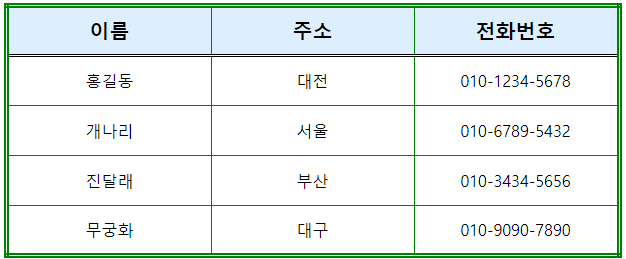 이름 주소 전화번호
홍길동 대전 010-1234-5678
개나리 서울 010-6789-5432
진달래 부산 010-3434-5656
무궁화 대구 010-9090-7890